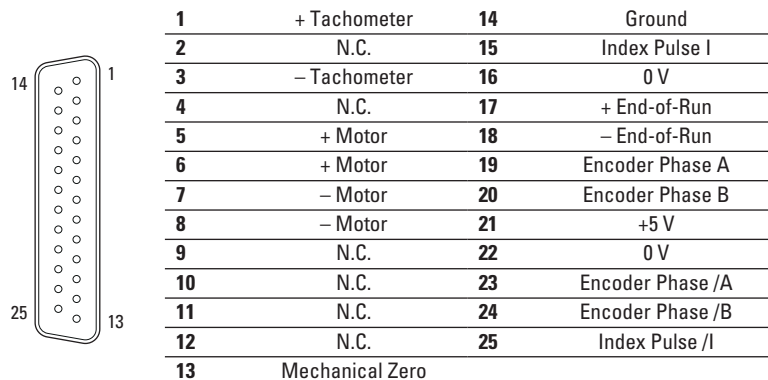 14
1
25
13
1 + Tachometer 14 Ground
2 N.C. 15 Index Pulse I
3 – Tachometer 16 0 V
4 N.C. 17 + End-of-Run
5 + Motor 18 – End-of-Run
6 + Motor 19 Encoder Phase A
7 – Motor 20 Encoder Phase B
8 – Motor 21 +5 V
9 N.C. 22 0 V
10 N.C. 23 Encoder Phase /A
11 N.C. 24 Encoder Phase /B
12 N.C. 25 Index Pulse /I
13 Mechanical Zero